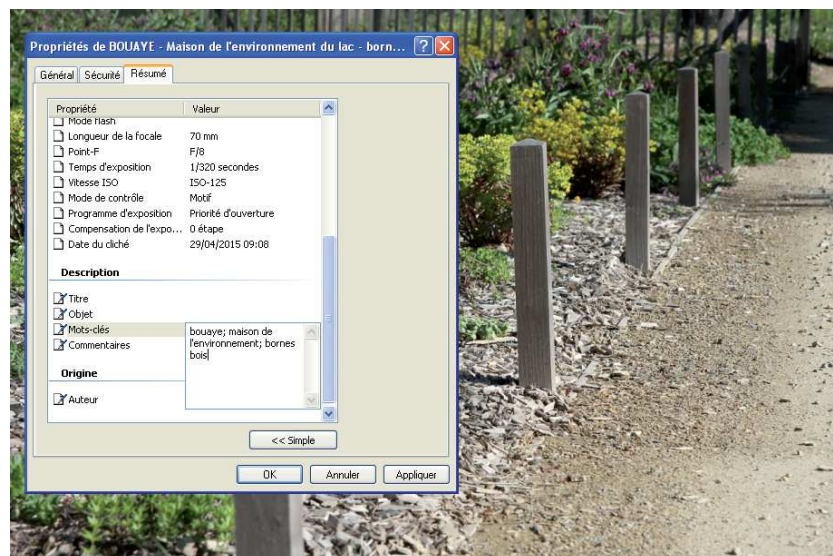 Propriétés de BOUAYE - Maison de l'environnement du lac - born...
Général Sécurité Résumé
Propriété Valeur
Mode flash
Longueur de la focale 70 mm
Point-F F/8
Temps d'exposition 1/320 secondes
Vitesse ISO ISO-125
Mode de contrôle Motif
Programme d'exposition Priorité d'ouverture
Compensation de l'expo... 0 étape
Date du cliché 29/04/2015 09:08
Description
Titre
Objet
Mots-clés bouaye; maison de
Commentaires l'environnement; bornes
bois
Origine
Auteur
<< Simple
OK Annuler Appliquer